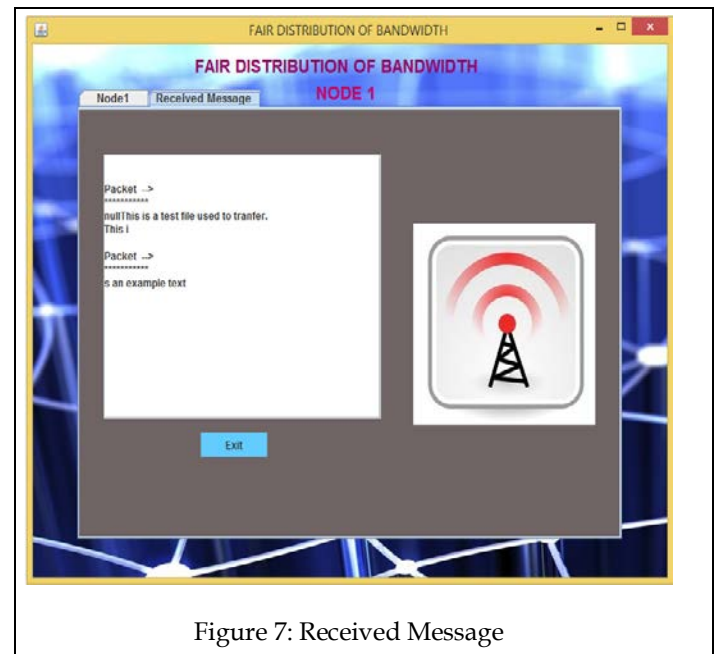 FAIR DISTRIBUTION OF BANDWIDTH
FAIR DISTRIBUTION OF BANDWIDTH
NODE 1
Node1 Received Message
Packet -->
***********
nullThis is a test file used to tranfer.
This i
Packet -->
***********
s an example text
Exit
Figure 7: Received Message